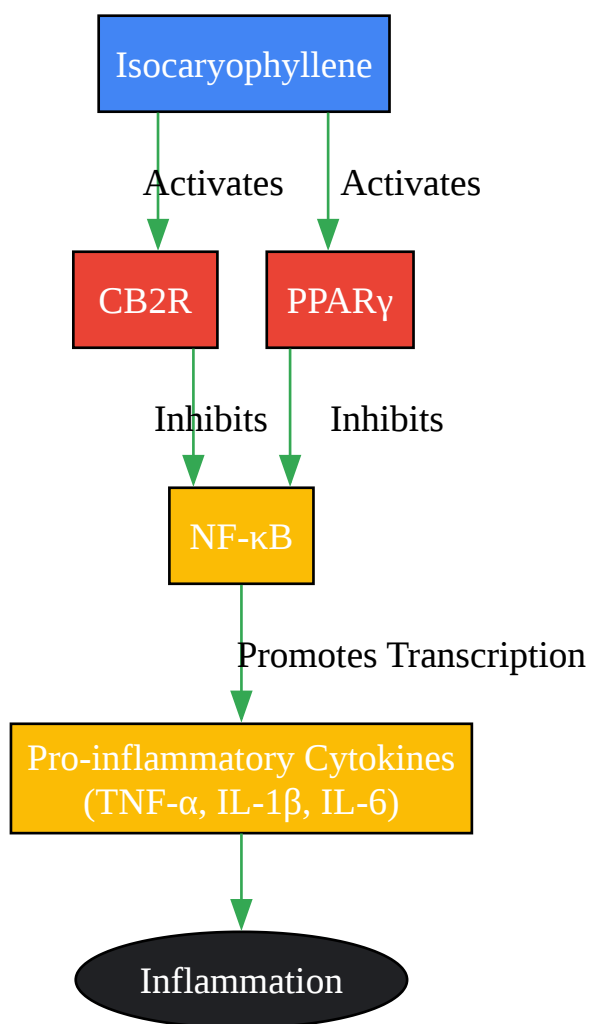 Isocaryophyllene
Activates
Activates
CB2R
PPARγ
Inhibits
Inhibits
NF-κB
Promotes Transcription
Pro-inflammatory Cytokines
(TNF-α, IL-1β, IL-6)
Inflammation